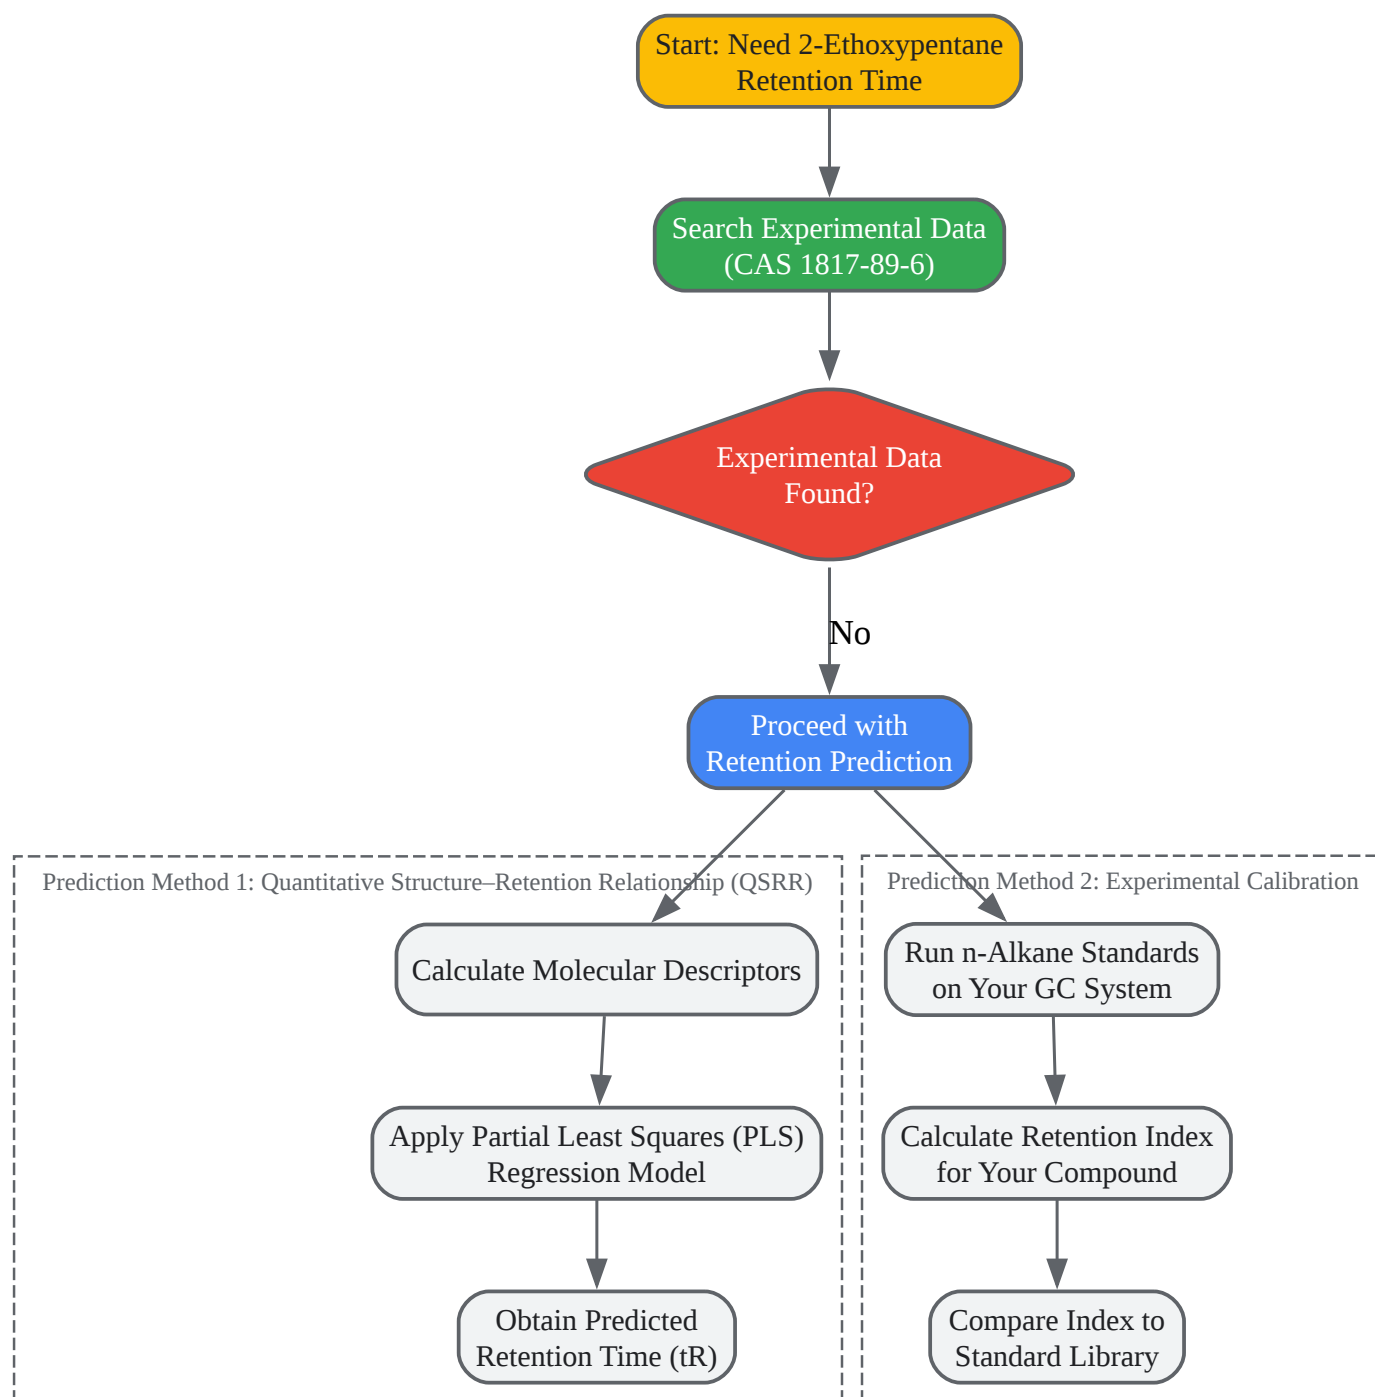 Start: Need 2-Ethoxypentane
Retention Time
Search Experimental Data
(CAS 1817-89-6)
Experimental Data
Found?
No
Proceed with
Retention Prediction
Prediction Method 1: Quantitative Structure–Retention Relationship (QSRR)
Calculate Molecular Descriptors
Apply Partial Least Squares (PLS)
Regression Model
Obtain Predicted
Retention Time (tR)
Prediction Method 2: Experimental Calibration
Run n-Alkane Standards
on Your GC System
Calculate Retention Index
for Your Compound
Compare Index to
Standard Library